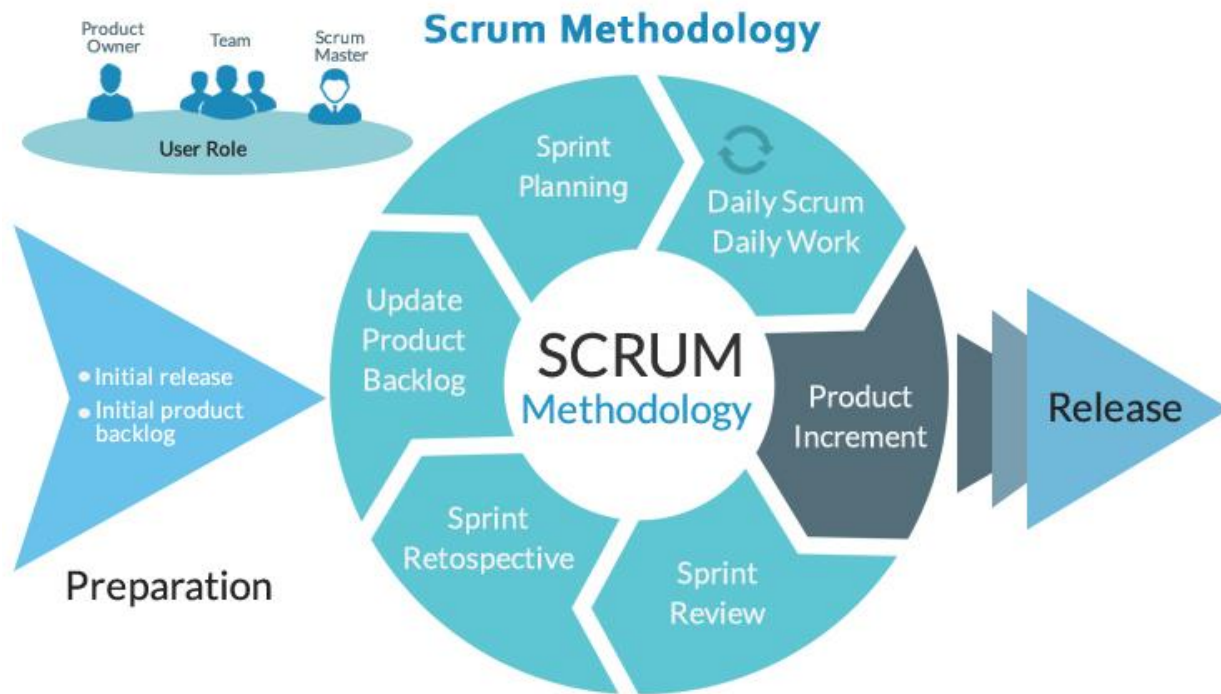 Scrum Methodology
Product
Owner
Team
Scrum
Master
User Role
Sprint
Planning
Daily Scrum
Daily Work
Update
Product
Backlog
SCRUM
Methodology
Product
Increment
Sprint
Retospective
Sprint
Review
• Initial release
• Initial product
backlog
Preparation
Release